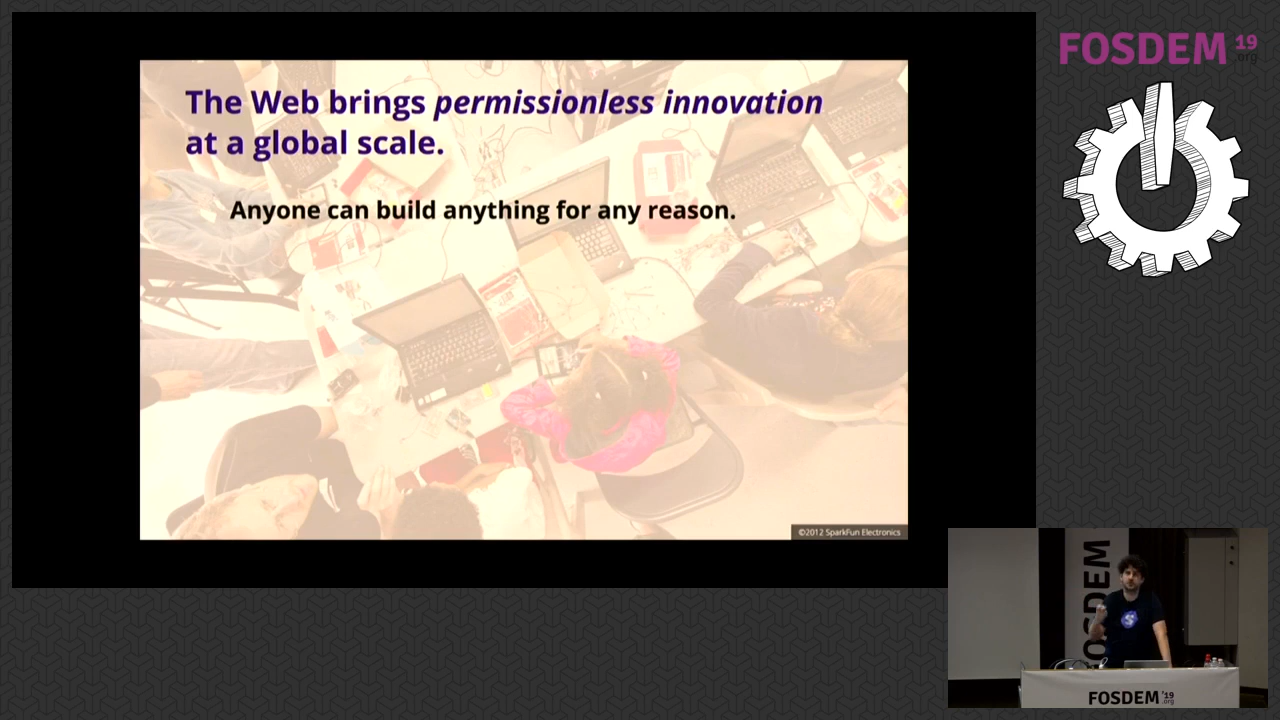 The Web brings permissionless innovation
at a global scale.
Anyone can build anything for any reason.
©2012 SparkFun Electronics
FOSDEM 19
.org
FOSDEM
S
FOSDEM '19
.org